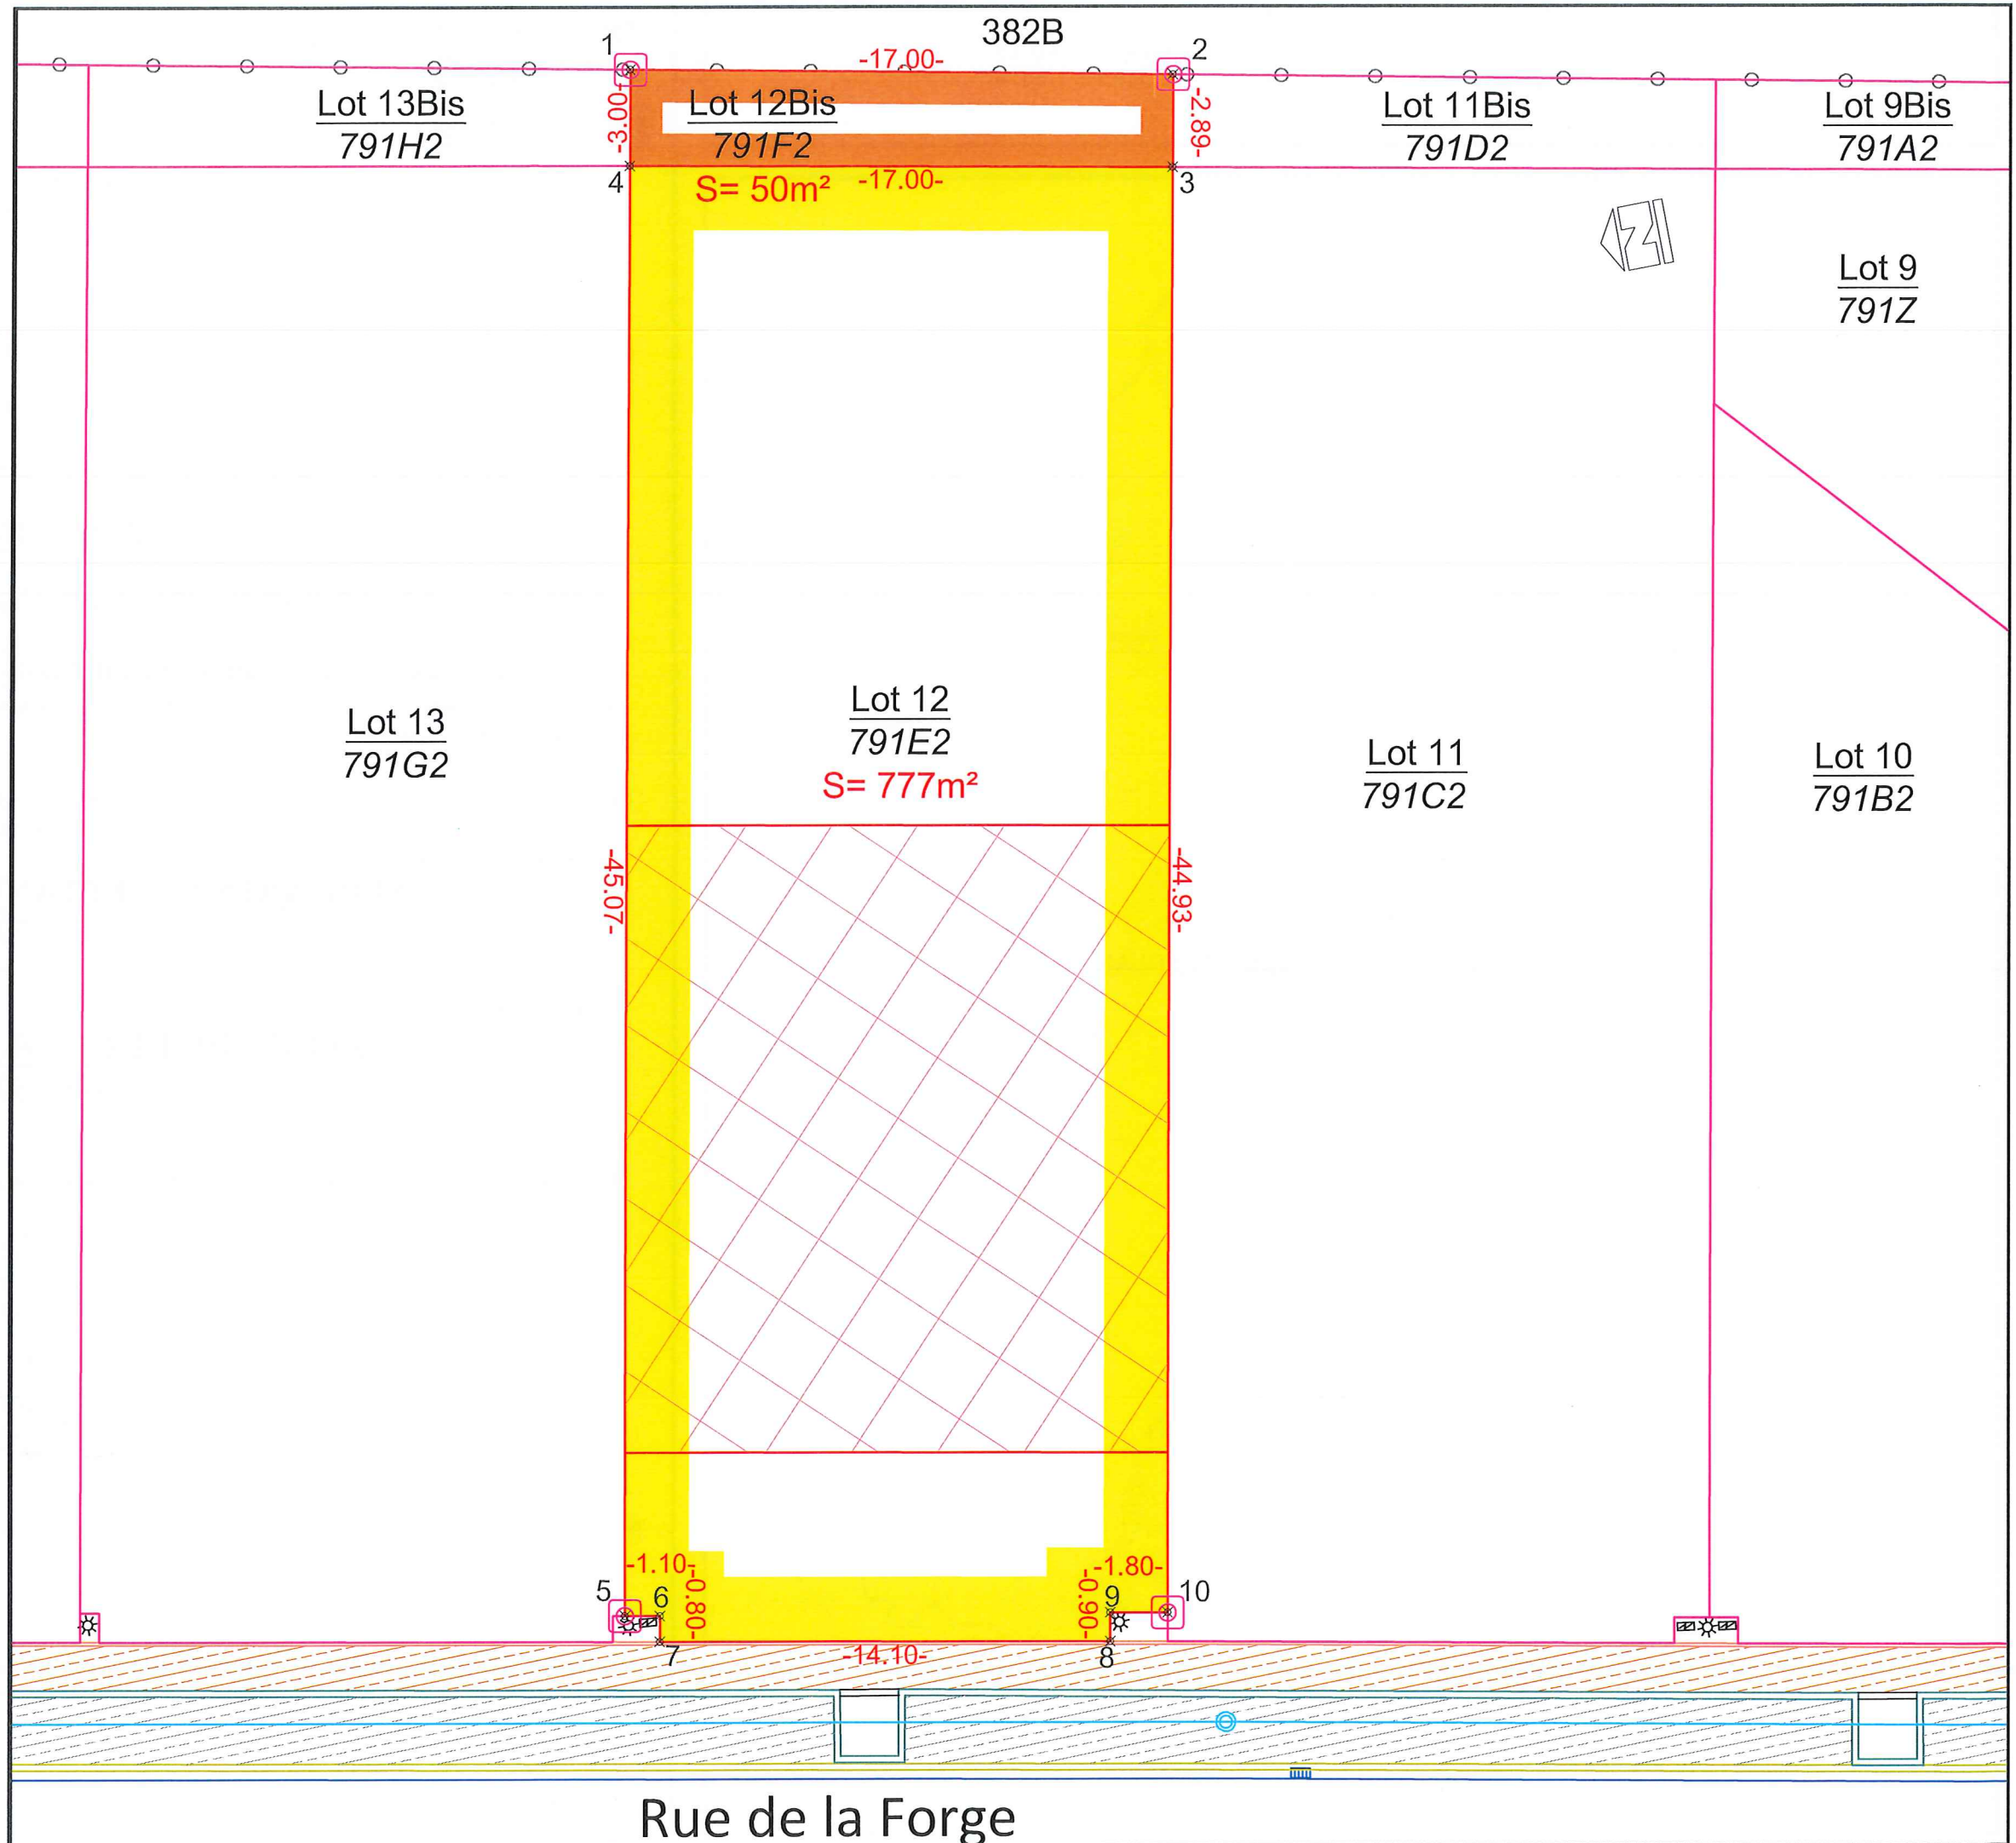 382B
1
-17.00-
2
Lot 13Bis
791H2
-3.00-
Lot 12Bis
791F2
-2.89-
Lot 11Bis
791D2
Lot 9Bis
791A2
4
S= 50m²
-17.00-
3
N
Lot 9
791Z
Lot 13
791G2
Lot 12
791E2
S= 777m²
Lot 11
791C2
Lot 10
791B2
-45.07-
-44.93-
-1.10-
-1.80-
5
6
-0.80-
-0.90-
9
10
7
-14.10-
8
Rue de la Forge